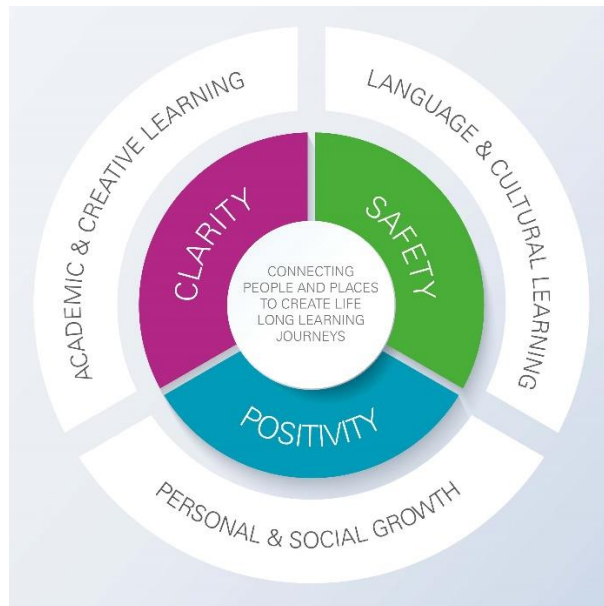 ACADEMIC & CREATIVE LEARNING
LANGUAGE & CULTURAL LEARNING
CLARITY
SAFETY
CONNECTING
PEOPLE AND PLACES
TO CREATE LIFE
LONG LEARNING
JOURNEYS
POSITIVITY
PERSONAL & SOCIAL GROWTH